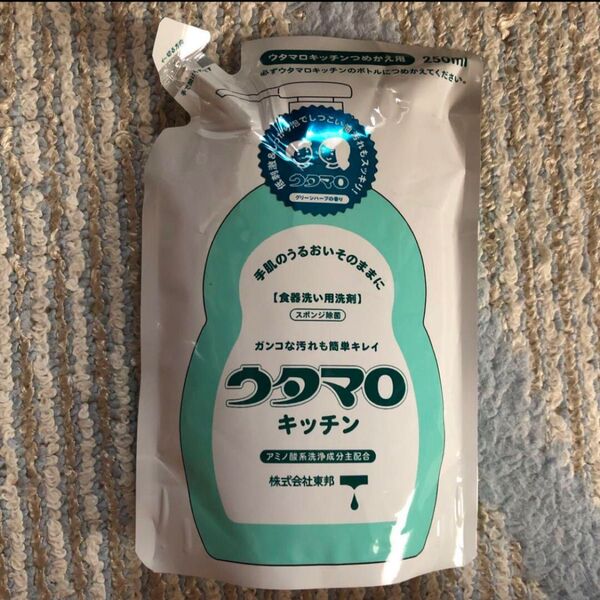 ウタマロキッチンつめかえ用 250ml
必ずウタマロキッチンのボトルにつめかえてください。
ウタマロ
グリーンハーブの香り
手肌のうるおいそのままに
【食器洗い用洗剤】
スポンジ除菌
ガンコな汚れも簡単キレイ
ウタマロ
キッチン
アミノ酸系洗浄成分主配合
株式会社東邦